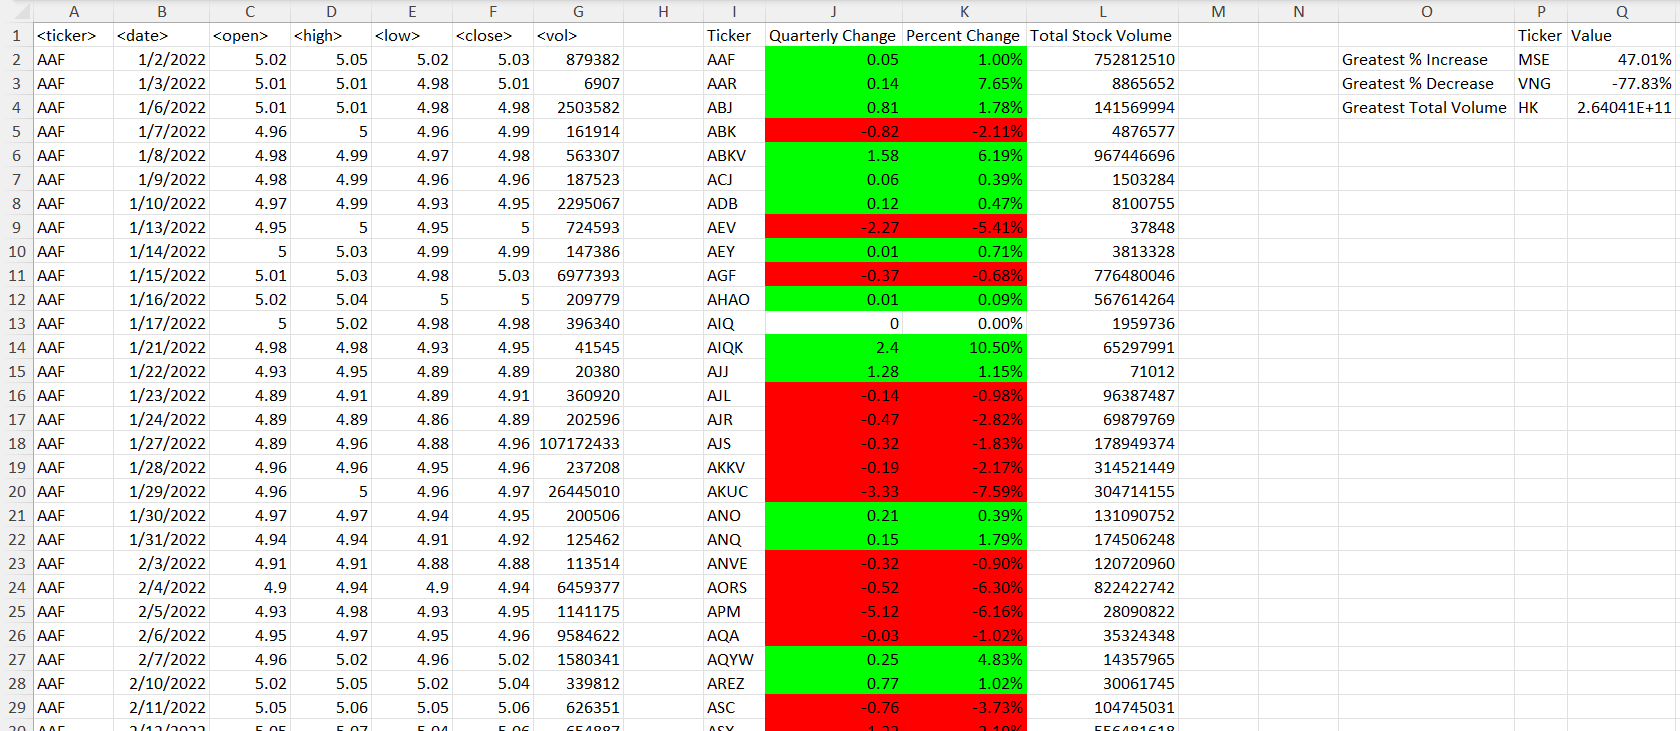 A B C D E F G H I J K L M N O P Q
1 <ticker> <date> <open> <high> <low> <close> <vol> Ticker Quarterly Change Percent Change Total Stock Volume Ticker Value
2 AAF 1/2/2022 5.02 5.05 5.02 5.03 879382 AAF 0.05 1.00% 752812510 Greatest % Increase MSE 47.01%
3 AAF 1/3/2022 5.01 5.01 4.98 5.01 6907 AAR 0.14 7.65% 8865652 Greatest % Decrease VNG -77.83%
4 AAF 1/6/2022 5.01 5.01 4.98 4.98 2503582 ABJ 0.81 1.78% 141569994 Greatest Total Volume HK 2.64041E+11
5 AAF 1/7/2022 4.96 5 4.96 4.99 161914 ABK -0.82 -2.11% 4876577
6 AAF 1/8/2022 4.98 4.99 4.97 4.98 563307 ABKV 1.58 6.19% 967446696
7 AAF 1/9/2022 4.98 4.99 4.96 4.96 187523 ACJ 0.06 0.39% 1503284
8 AAF 1/10/2022 4.97 4.99 4.93 4.95 2295067 ADB 0.12 0.47% 8100755
9 AAF 1/13/2022 4.95 5 4.95 5 724593 AEV -2.27 -5.41% 37848
10 AAF 1/14/2022 5 5.03 4.99 4.99 147386 AEY 0.01 0.71% 3813328
11 AAF 1/15/2022 5.01 5.03 4.98 5.03 6977393 AGF -0.37 -0.68% 776480046
12 AAF 1/16/2022 5.02 5.04 5 5 209779 AHAO 0.01 0.09% 567614264
13 AAF 1/17/2022 5 5.02 4.98 4.98 396340 AIQ 0 0.00% 1959736
14 AAF 1/21/2022 4.98 4.98 4.93 4.95 41545 AIQK 2.4 10.50% 65297991
15 AAF 1/22/2022 4.93 4.95 4.89 4.89 20380 AJJ 1.28 1.15% 71012
16 AAF 1/23/2022 4.89 4.91 4.89 4.91 360920 AJL -0.14 -0.98% 96387487
17 AAF 1/24/2022 4.89 4.89 4.86 4.89 202596 AJR -0.47 -2.82% 69879769
18 AAF 1/27/2022 4.89 4.96 4.88 4.96 107172433 AJS -0.32 -1.83% 178949374
19 AAF 1/28/2022 4.96 4.96 4.95 4.96 237208 AKKV -0.19 -2.17% 314521449
20 AAF 1/29/2022 4.96 5 4.96 4.97 26445010 AKUC -3.33 -7.59% 304714155
21 AAF 1/30/2022 4.97 4.97 4.94 4.95 200506 ANO 0.21 0.39% 131090752
22 AAF 1/31/2022 4.94 4.94 4.91 4.92 125462 ANQ 0.15 1.79% 174506248
23 AAF 2/3/2022 4.91 4.91 4.88 4.88 113514 ANVE -0.32 -0.90% 120720960
24 AAF 2/4/2022 4.9 4.94 4.9 4.94 6459377 AORS -0.52 -6.30% 822422742
25 AAF 2/5/2022 4.93 4.98 4.93 4.95 1141175 APM -5.12 -6.16% 28090822
26 AAF 2/6/2022 4.95 4.97 4.95 4.96 9584622 AQA -0.03 -1.02% 35324348
27 AAF 2/7/2022 4.96 5.02 4.96 5.02 1580341 AQYW 0.25 4.83% 14357965
28 AAF 2/10/2022 5.02 5.05 5.02 5.04 339812 AREZ 0.77 1.02% 30061745
29 AAF 2/11/2022 5.05 5.06 5.05 5.06 626351 ASC -0.76 -3.73% 104745031